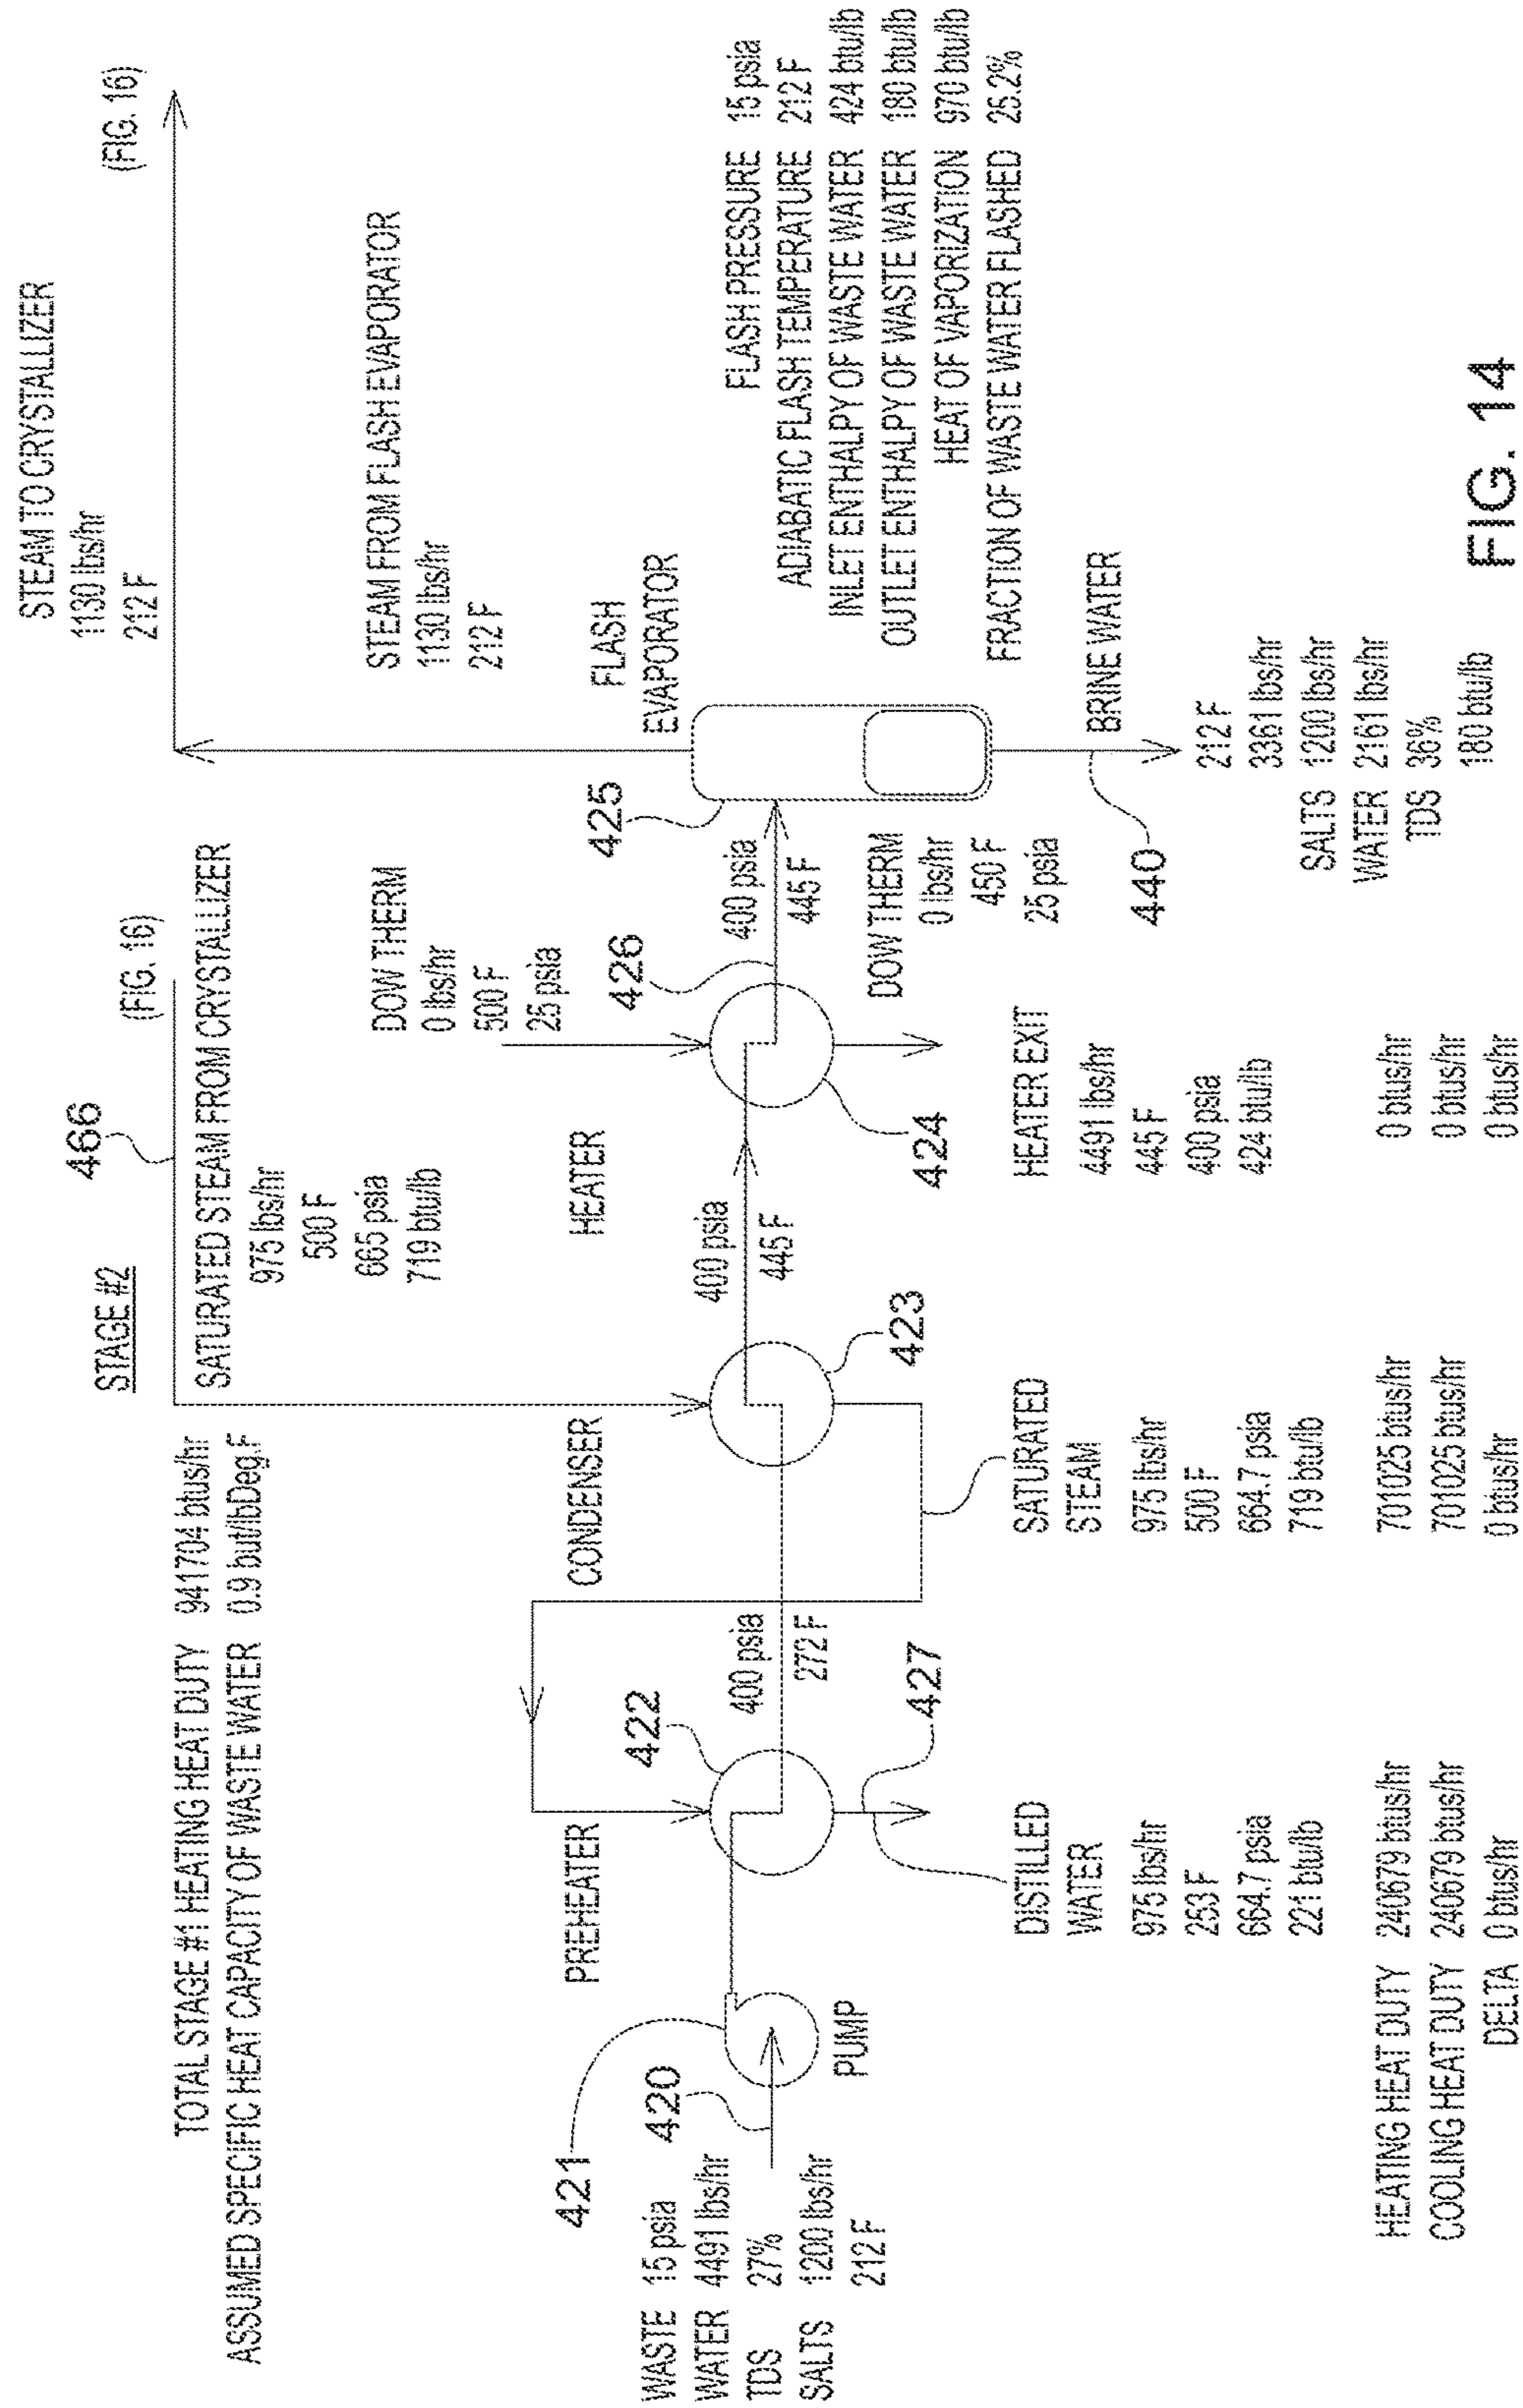 STAGE #2
TOTAL STAGE #1 HEATING HEAT DUTY 941704 btus/hr
ASSUMED SPECIFIC HEAT CAPACITY OF WASTE WATER 0.9 but/lbDeg.F
466
(FIG. 16)
SATURATED STEAM FROM CRYSTALLIZER
975 lbs/hr
500 F
665 psia
719 btu/lb
STEAM TO CRYSTALLIZER
1130 lbs/hr
212 F
(FIG. 16)
STEAM FROM FLASH EVAPORATOR
1130 lbs/hr
212 F
WASTE 15 psia
WATER 4491 lbs/hr
TDS 27%
SALTS 1200 lbs/hr
212 F
420
421
PUMP
PREHEATER
422
400 psia
272 F
427
CONDENSER
423
400 psia
445 F
HEATER
DOW THERM
0 lbs/hr
500 F
25 psia
426
424
400 psia
445 F
425
FLASH
EVAPORATOR
DOW THERM
0 lbs/hr
450 F
25 psia
440
BRINE WATER
212 F
3361 lbs/hr
SALTS 1200 lbs/hr
WATER 2161 lbs/hr
TDS 36%
180 btu/lb
FLASH PRESSURE 15 psia
ADIABATIC FLASH TEMPERATURE 212 F
INLET ENTHALPY OF WASTE WATER 424 btu/lb
OUTLET ENTHALPY OF WASTE WATER 180 btu/lb
HEAT OF VAPORIZATION 970 btu/lb
FRACTION OF WASTE WATER FLASHED 25.2%
DISTILLED
WATER
975 lbs/hr
253 F
664.7 psia
221 btu/lb
SATURATED
STEAM
975 lbs/hr
500 F
664.7 psia
719 btu/lb
HEATER EXIT
4491 lbs/hr
445 F
400 psia
424 btu/lb
HEATING HEAT DUTY 240679 btus/hr 701025 btus/hr 0 btus/hr
COOLING HEAT DUTY 240679 btus/hr 701025 btus/hr 0 btus/hr
DELTA 0 btus/hr 0 btus/hr 0 btus/hr
FIG. 14